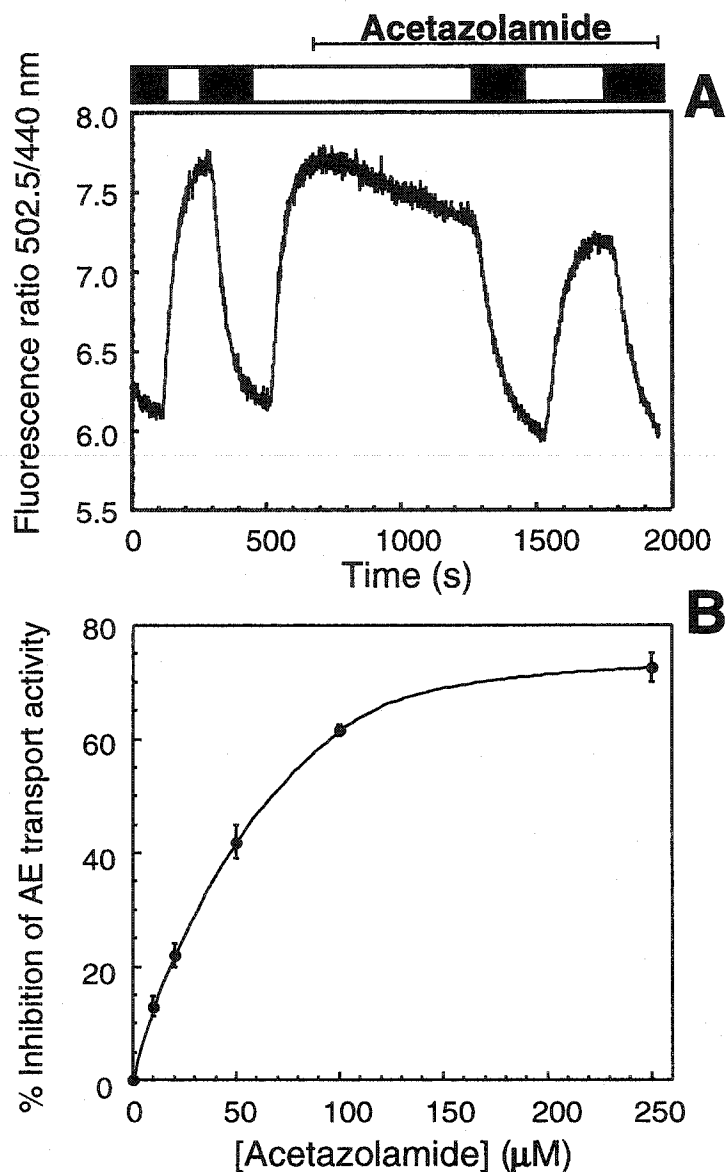 Acetazolamide
A
Fluorescence ratio 502.5/440 nm
8.0
7.5
7.0
6.5
6.0
5.5
0 500 1000 1500 2000
Time (s)
B
% Inhibition of AE transport activity
80
60
40
20
0
0 50 100 150 200 250
[Acetazolamide] (µM)